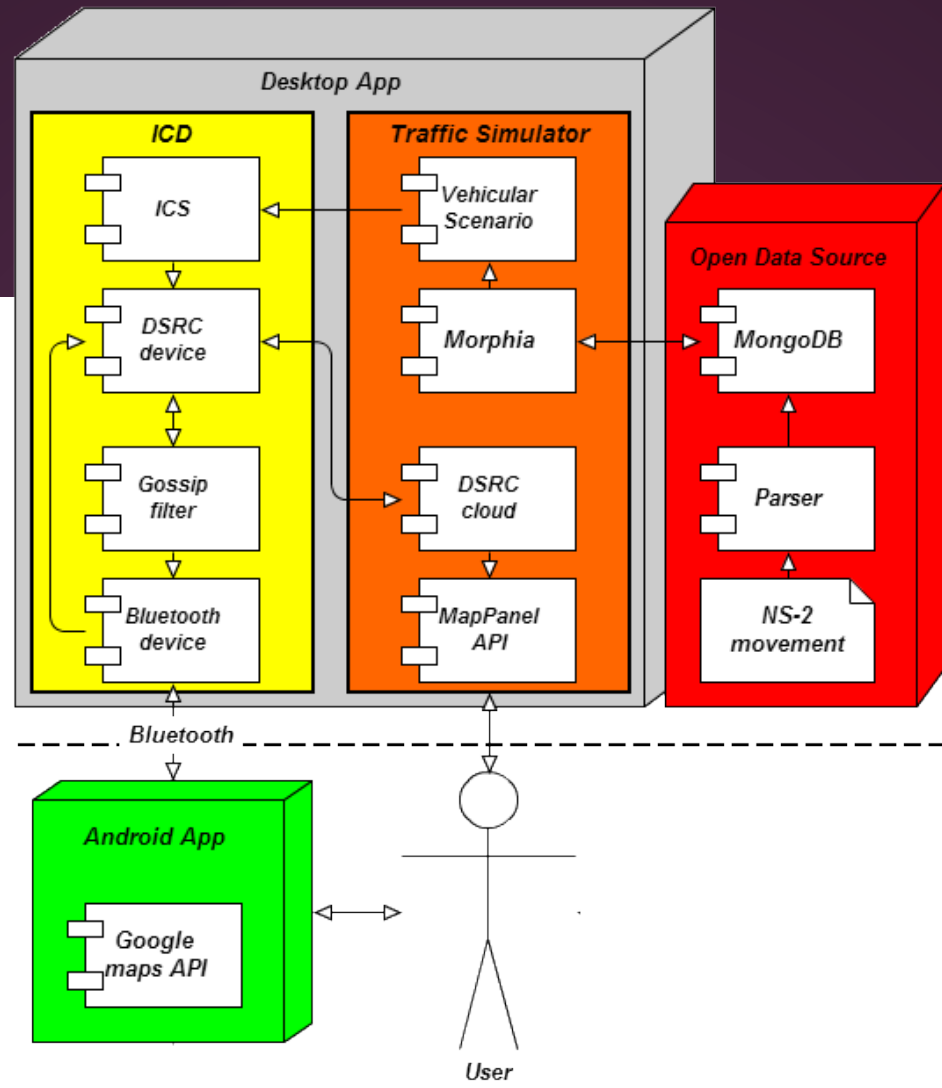 Desktop App
ICD
ICS
DSRC
device
Gossip
filter
Bluetooth
device
Traffic Simulator
Vehicular
Scenario
Morphia
DSRC
cloud
MapPanel
API
Open Data Source
MongoDB
Parser
NS-2
movement
Bluetooth
Android App
Google
maps API
User